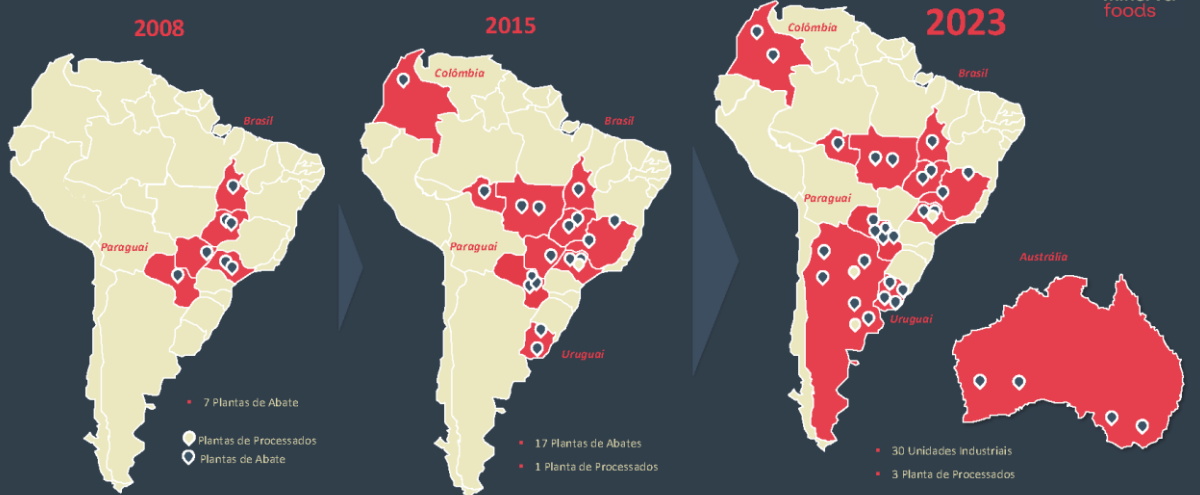 foods
2008
2015
2023
Colômbia
Brasil
Paraguai
Colômbia
Brasil
Paraguai
Uruguai
Brasil
Paraguai
Uruguai
Austrália
7 Plantas de Abate
Plantas de Processados
Plantas de Abate
17 Plantas de Abates
1 Planta de Processados
30 Unidades Industriais
3 Planta de Processados